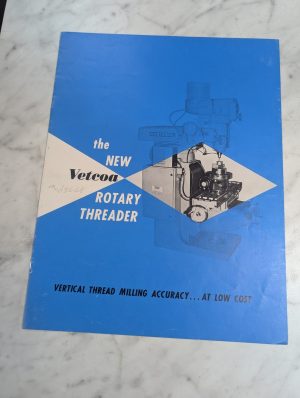 the
NEW
Vetcoa
ROTARY
THREADER
VERTICAL THREAD MILLING ACCURACY...AT LOW COST